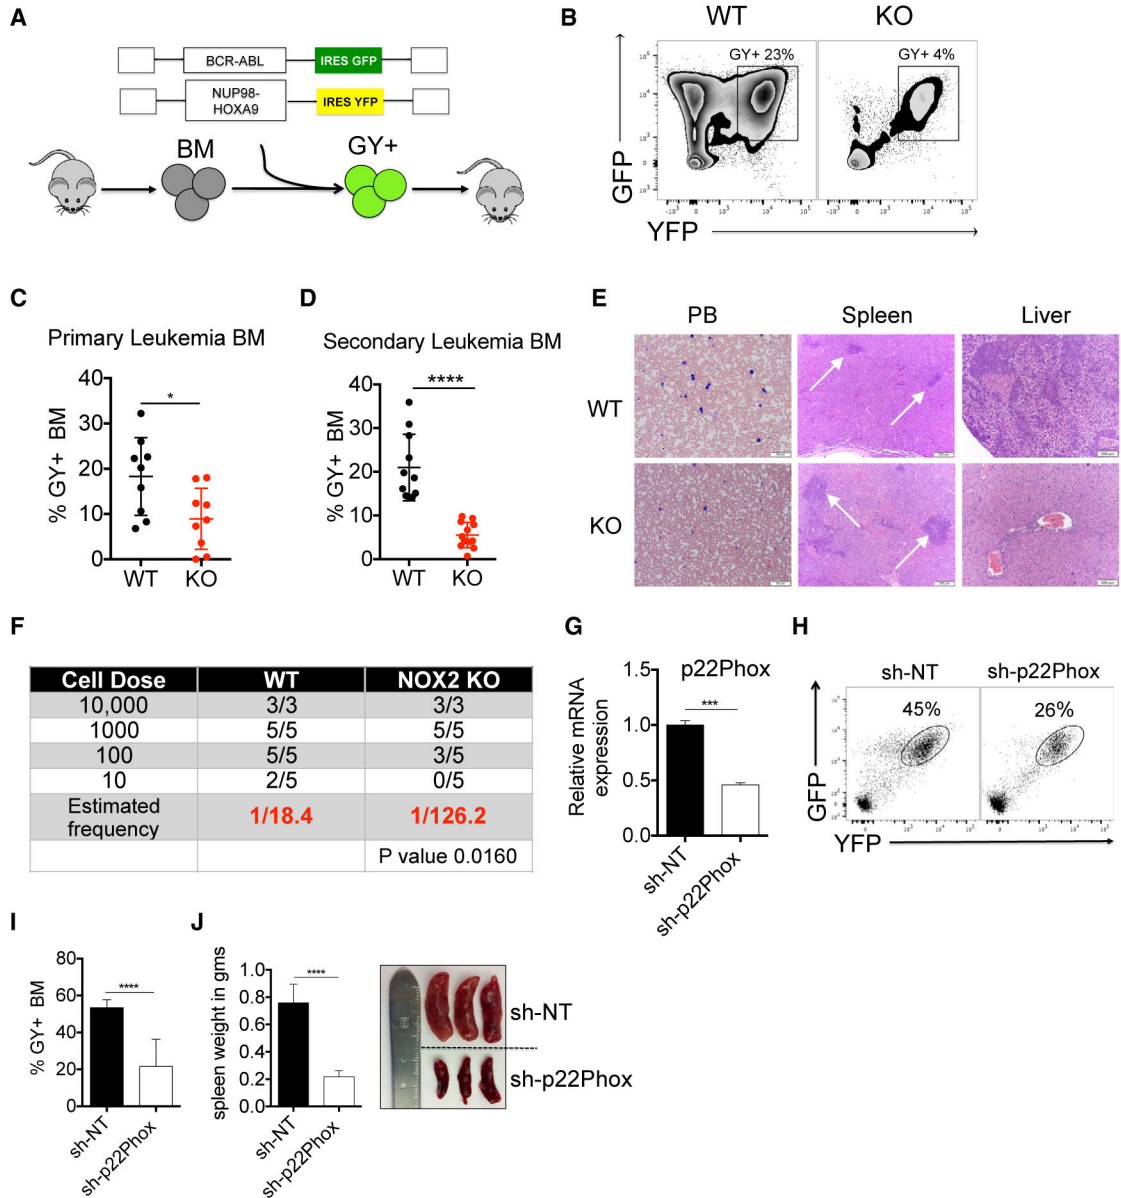 A
BCR-ABL
IRES GFP
NUP98-
HOXA9
IRES YFP
BM
GY+
B
WT
KO
GY+ 23%
GY+ 4%
GFP
YFP
C
Primary Leukemia BM
% GY+ BM
40
30
20
10
0
*
WT
KO
D
Secondary Leukemia BM
% GY+ BM
40
30
20
10
0
****
WT
KO
E
PB
Spleen
Liver
WT
KO
F
Cell Dose WT NOX2 KO
10,000 3/3 3/3
1000 5/5 5/5
100 5/5 3/5
10 2/5 0/5
Estimated
frequency 1/18.4 1/126.2
P value 0.0160
G
p22Phox
Relative mRNA
expression
1.5
1.0
0.5
0.0
***
sh-NT
sh-p22Phox
H
sh-NT
sh-p22Phox
45%
26%
GFP
YFP
I
% GY+ BM
80
60
40
20
0
****
sh-NT
sh-p22Phox
J
spleen weight in gms
1.0
0.8
0.6
0.4
0.2
0.0
****
sh-NT
sh-p22Phox
sh-NT
sh-p22Phox